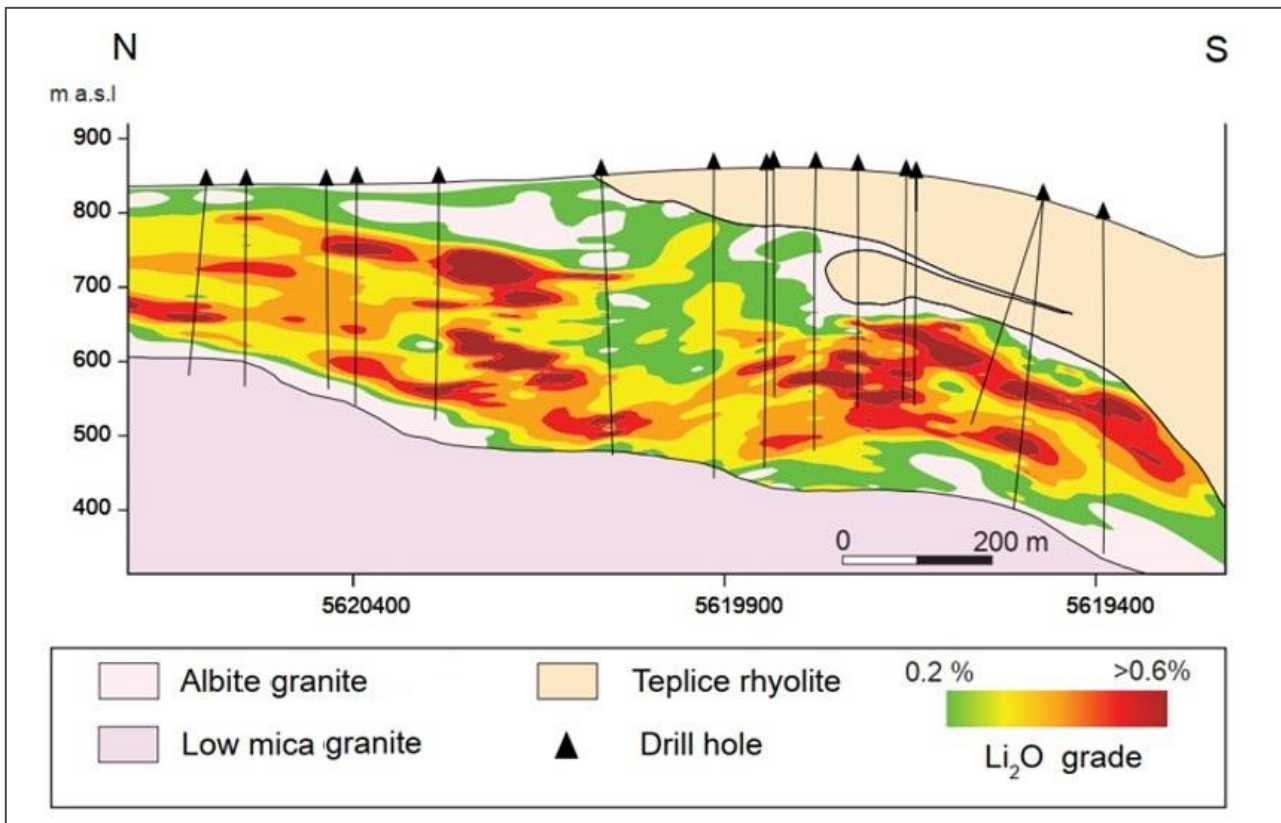 N
S
m a.s.l
900
800
700
600
500
400
0 200 m
5620400 5619900 5619400
Albite granite
Teplice rhyolite
0.2 % >0.6%
Low mica granite
Drill hole
Li₂O grade